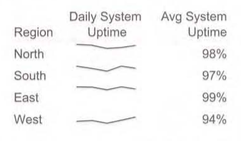 Daily System Avg System
Region Uptime Uptime
North 98%
South 97%
East 99%
West 94%